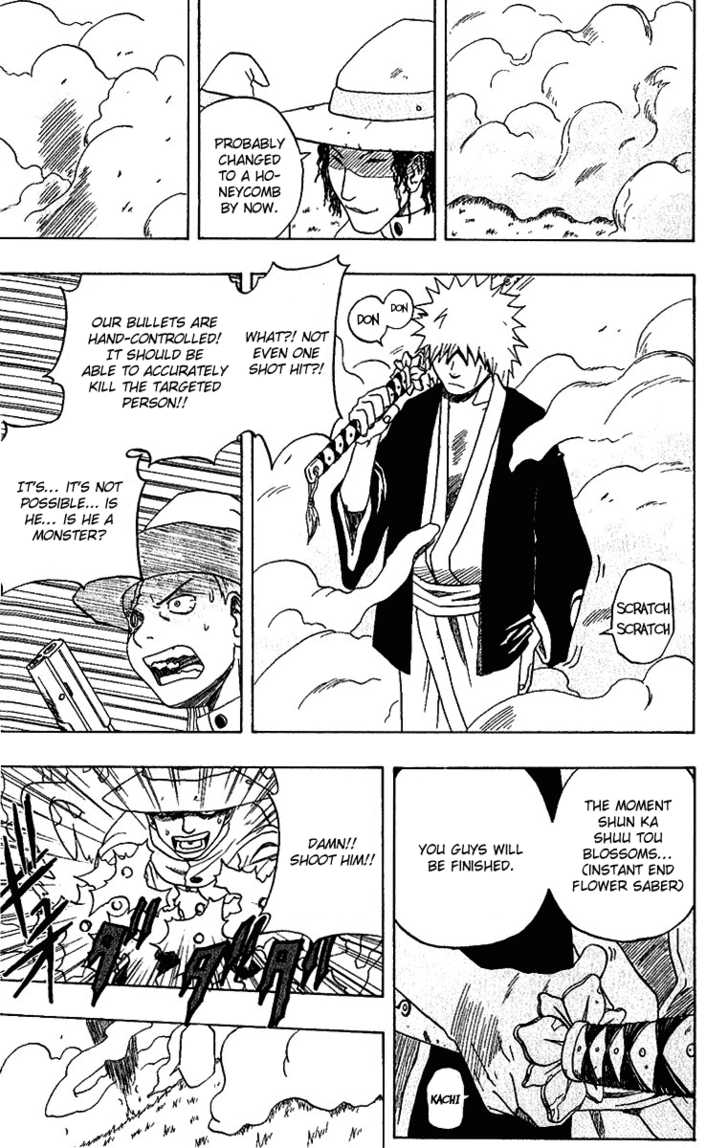 PROBABLY
CHANGED
TO A HO-
NEYCOMB
BY NOW.
DON
DON
SCRATCH
SCRATCH
WHAT?! NOT
EVEN ONE
SHOT HIT?!
OUR BULLETS ARE
HAND-CONTROLLED!
IT SHOULD BE
ABLE TO ACCURATELY
KILL THE TARGETED
PERSON!!
IT'S... IT'S NOT
POSSIBLE... IS
HE... IS HE A
MONSTER?
THE MOMENT
SHUN KA
SHUU TOU
BLOSSOMS...
(INSTANT END
FLOWER SABER)
YOU GUYS WILL
BE FINISHED.
KACHI
DAMN!!
SHOOT HIM!!
ダダダ